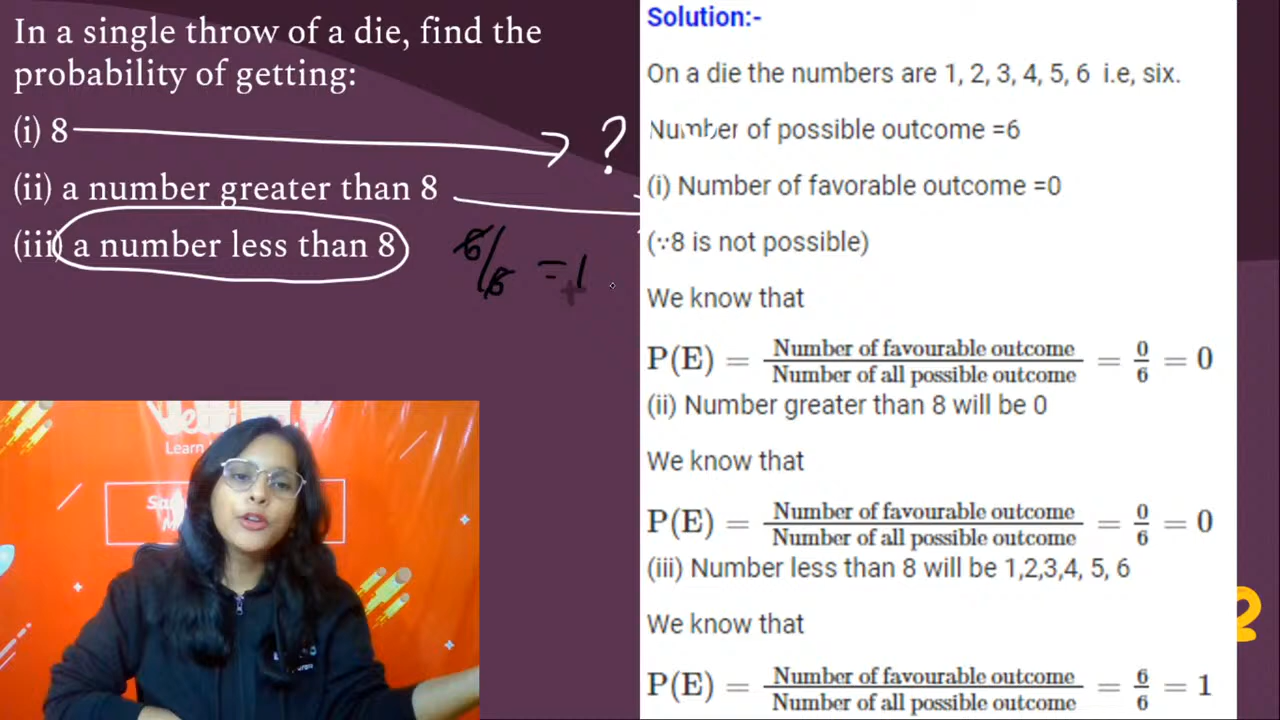 In a single throw of a die, find the
probability of getting:
(i) 8
?
(ii) a number greater than 8
(iii) a number less than 8
6/6 = 1
Learn
Solution:-
On a die the numbers are 1, 2, 3, 4, 5, 6 i.e, six.
Number of possible outcome =6
(i) Number of favorable outcome =0
(∵8 is not possible)
We know that
P(E) = Number of favourable outcome / Number of all possible outcome = 0/6 = 0
(ii) Number greater than 8 will be 0
We know that
P(E) = Number of favourable outcome / Number of all possible outcome = 0/6 = 0
(iii) Number less than 8 will be 1,2,3,4, 5, 6
We know that
P(E) = Number of favourable outcome / Number of all possible outcome = 6/6 = 1
2